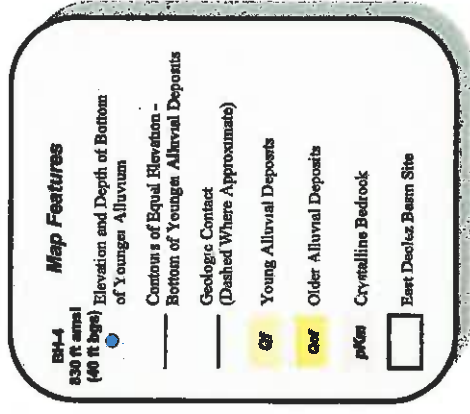 Map Features
BH-4
830 ft amsl
(40 ft bgs)
Elevation and Depth of Bottom
of Younger Alluvium
Contours of Equal Elevation -
Bottom of Younger Alluvial Deposits
Geologic Contact
(Dashed Where Approximate)
Qf
Young Alluvial Deposits
Qof
Older Alluvial Deposits
pKm
Crystalline Bedrock
East Declez Basin Site